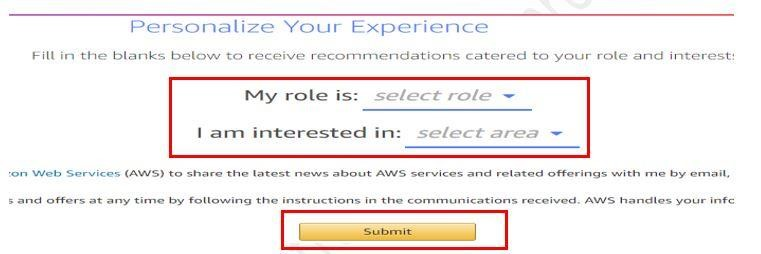 Personalize Your Experience
Fill in the blanks below to receive recommendations catered to your role and interest
My role is: select role
I am interested in: select area
zon Web Services (AWS) to share the latest news about AWS services and related offerings with me by email,
s and offers at any time by following the instructions in the communications received. AWS handles your info
Submit